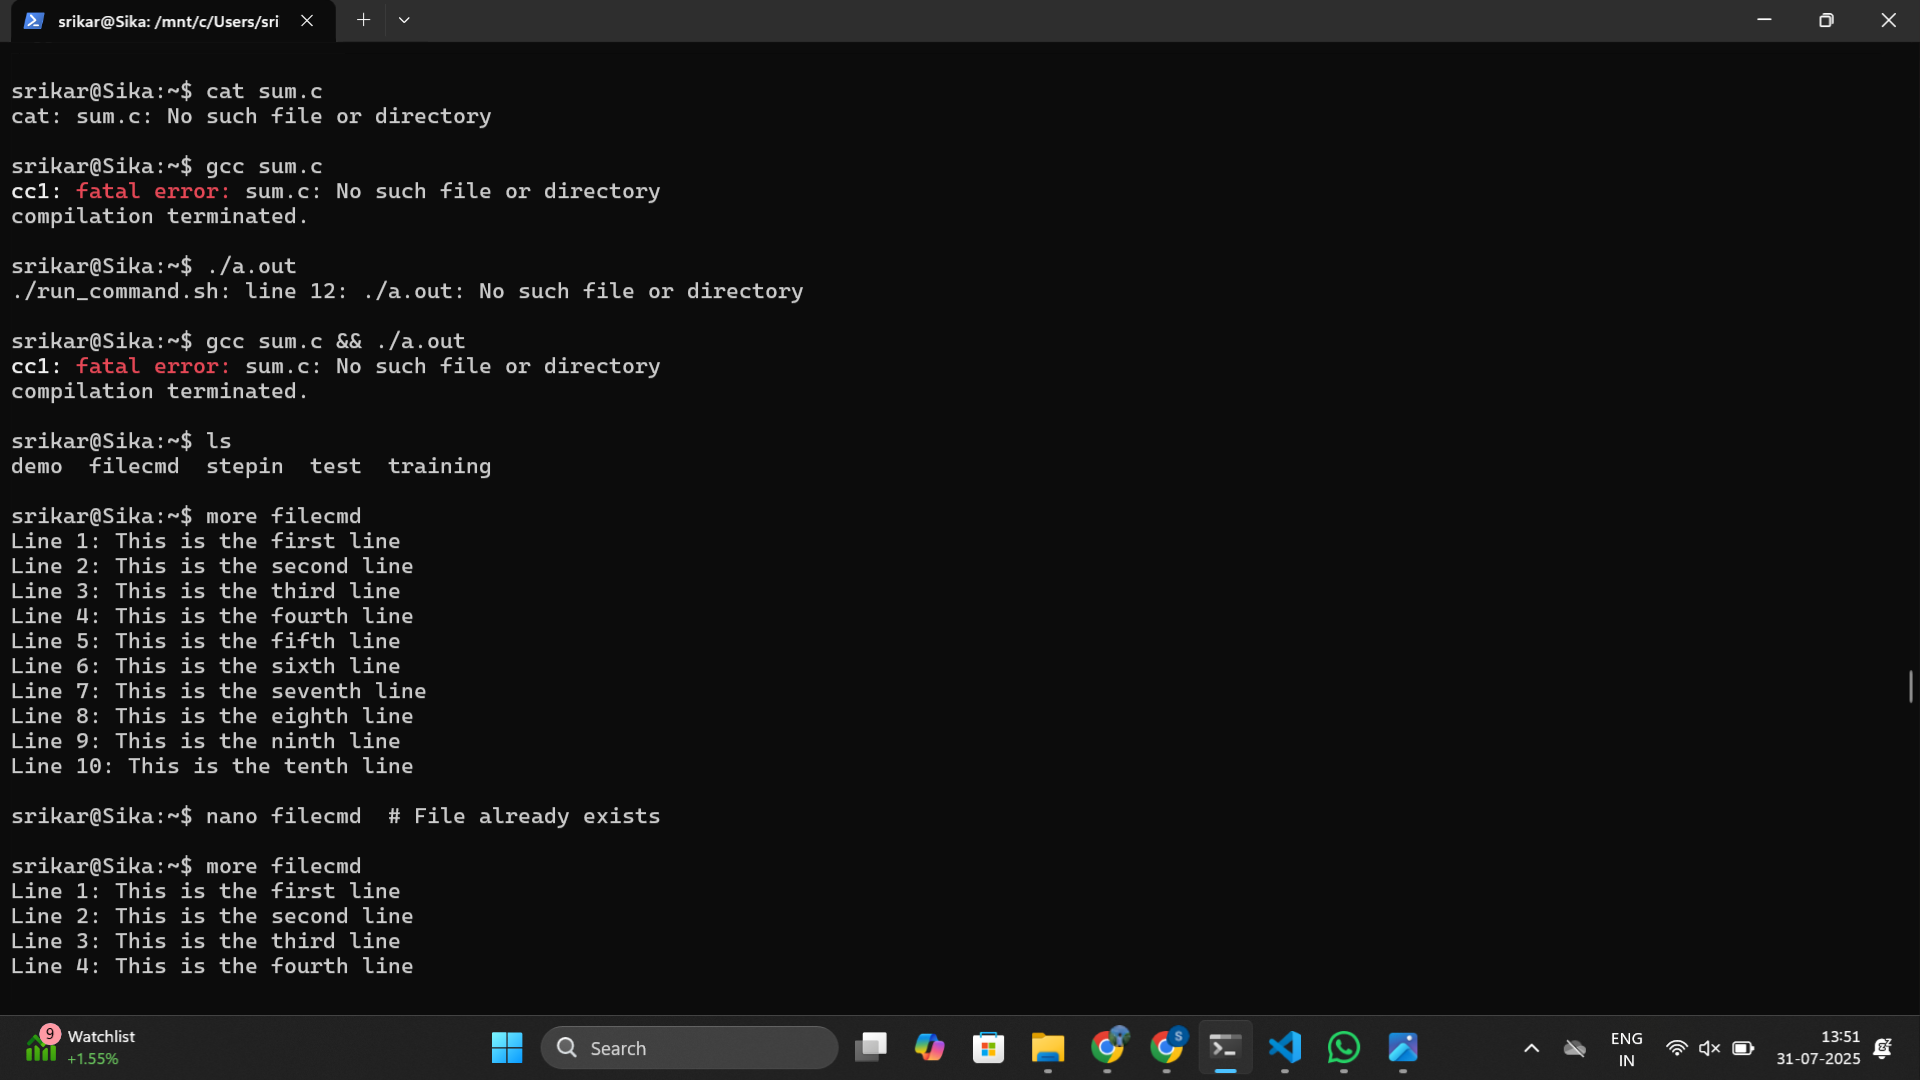 srikar@Sika: /mnt/c/Users/sri
srikar@Sika:~$ cat sum.c
cat: sum.c: No such file or directory
srikar@Sika:~$ gcc sum.c
cc1: fatal error: sum.c: No such file or directory
compilation terminated.
srikar@Sika:~$ ./a.out
./run_command.sh: line 12: ./a.out: No such file or directory
srikar@Sika:~$ gcc sum.c && ./a.out
cc1: fatal error: sum.c: No such file or directory
compilation terminated.
srikar@Sika:~$ ls
demo  filecmd  stepin  test  training
srikar@Sika:~$ more filecmd
Line 1: This is the first line
Line 2: This is the second line
Line 3: This is the third line
Line 4: This is the fourth line
Line 5: This is the fifth line
Line 6: This is the sixth line
Line 7: This is the seventh line
Line 8: This is the eighth line
Line 9: This is the ninth line
Line 10: This is the tenth line
srikar@Sika:~$ nano filecmd  # File already exists
srikar@Sika:~$ more filecmd
Line 1: This is the first line
Line 2: This is the second line
Line 3: This is the third line
Line 4: This is the fourth line
9
Watchlist
+1.55%
Search
S
ENG
IN
13:51
31-07-2025